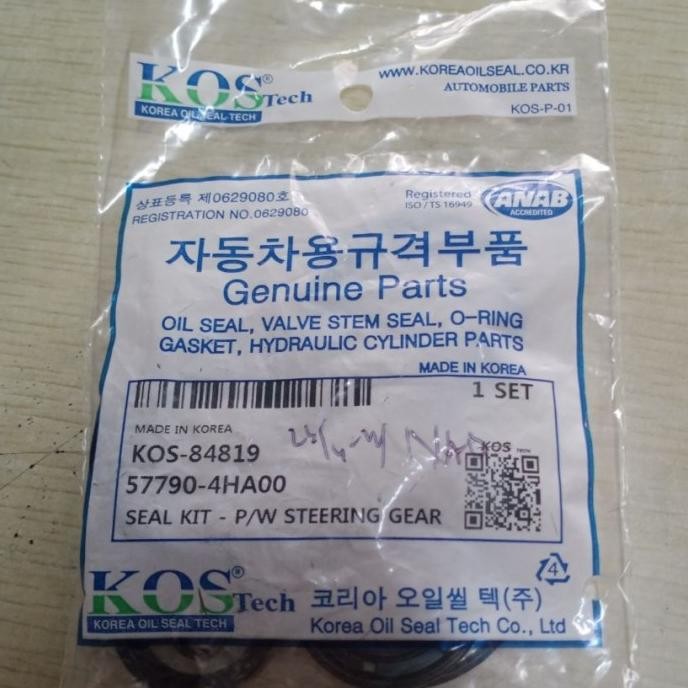 KOS® Tech
KOREA OIL SEAL TECH
WWW.KOREAOILSEAL.CO.KR
AUTOMOBILE PARTS
KOS-P-01
상표등록 제0629080호
REGISTRATION NO.0629080
Registered
ISO/TS 16949
ANAB
ACCREDITED
자동차용규격부품
Genuine Parts
OIL SEAL, VALVE STEM SEAL, O-RING
GASKET, HYDRAULIC CYLINDER PARTS
MADE IN KOREA
1 SET
MADE IN KOREA
KOS-84819
57790-4HA00
SEAL KIT - P/W STEERING GEAR
KOS TECH
4
KOS® Tech
KOREA OIL SEAL TECH
코리아 오일씰 텍(주)
Korea Oil Seal Tech Co., Ltd